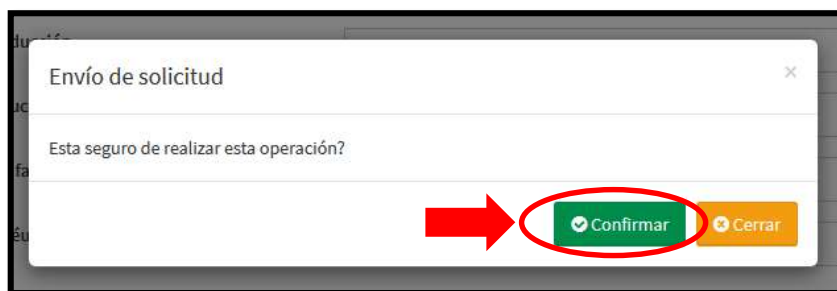 Envío de solicitud
×
Esta seguro de realizar esta operación?
Confirmar
Cerrar